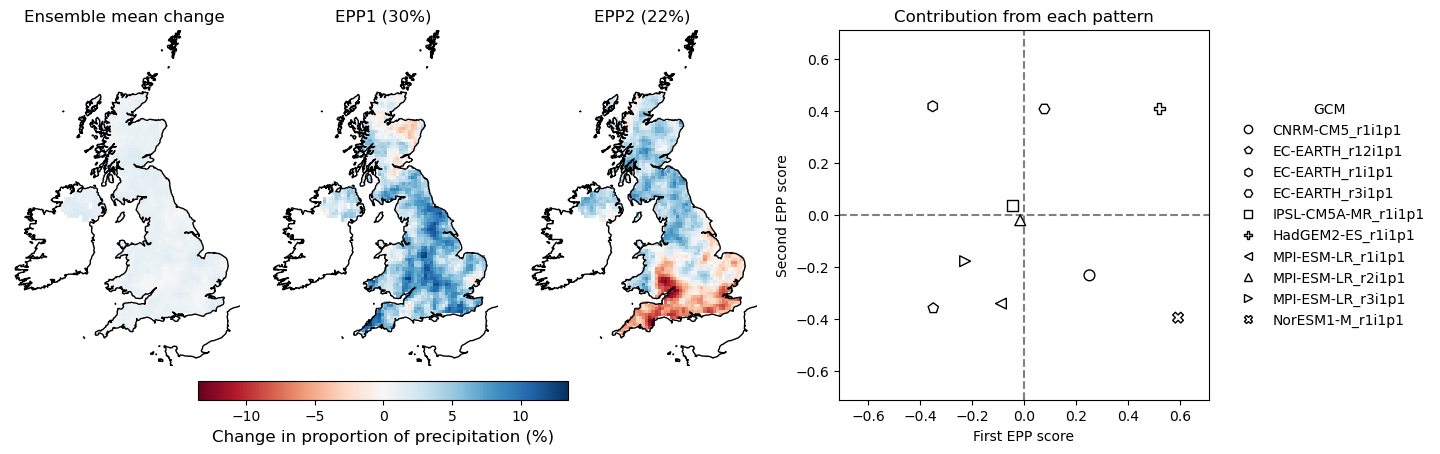 Ensemble mean change
EPP1 (30%)
EPP2 (22%)
−10 −5 0 5 10
Change in proportion of precipitation (%)
Contribution from each pattern
Second EPP score
0.6
0.4
0.2
0.0
−0.2
−0.4
−0.6
−0.6 −0.4 −0.2 0.0 0.2 0.4 0.6
First EPP score
GCM
CNRM-CM5_r1i1p1
EC-EARTH_r12i1p1
EC-EARTH_r1i1p1
EC-EARTH_r3i1p1
IPSL-CM5A-MR_r1i1p1
HadGEM2-ES_r1i1p1
MPI-ESM-LR_r1i1p1
MPI-ESM-LR_r2i1p1
MPI-ESM-LR_r3i1p1
NorESM1-M_r1i1p1